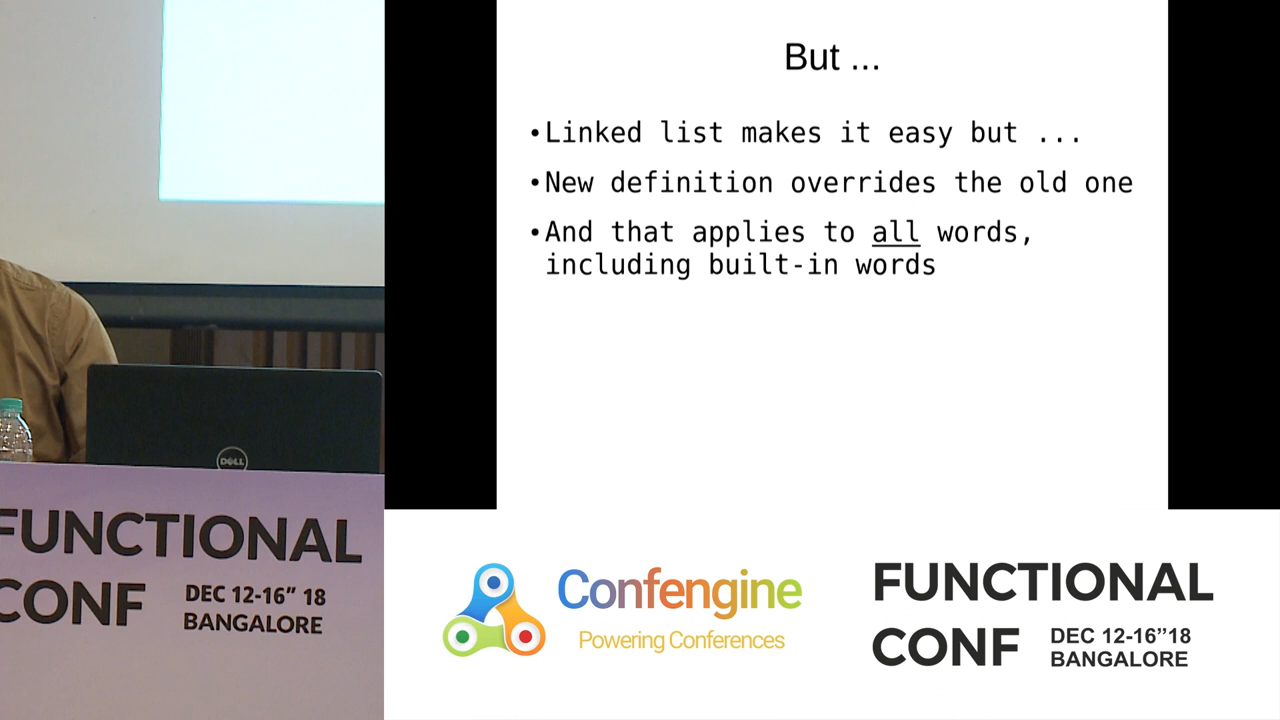 But ...
•Linked list makes it easy but ...
•New definition overrides the old one
•And that applies to all words,
including built-in words
DELL
FUNCTIONAL
CONF DEC 12-16” 18
BANGALORE
Confengine
Powering Conferences
FUNCTIONAL
CONF DEC 12-16”18
BANGALORE